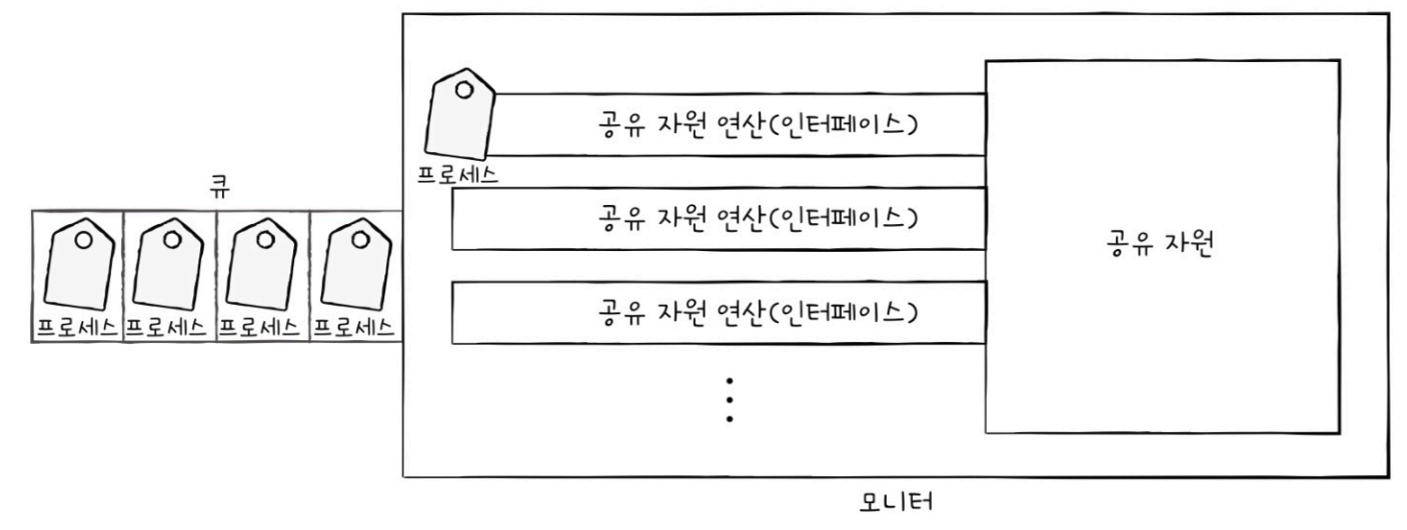 공유 자원 연산(인터페이스)
프로세스
큐
공유 자원 연산(인터페이스)
공유 자원
프로세스 프로세스 프로세스 프로세스
공유 자원 연산(인터페이스)
모니터